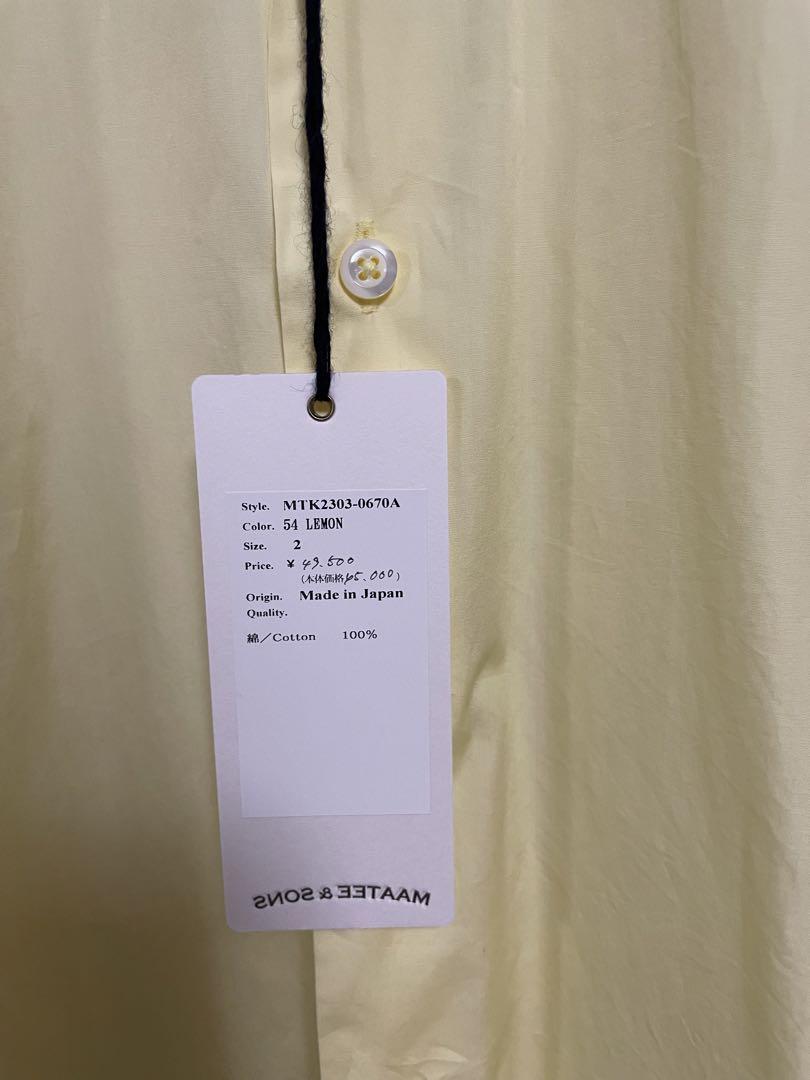 Style. MTK2303-0670A
Color. 54 LEMON
Size. 2
Price. ¥ 49.500
(本体価格45.000)
Origin. Made in Japan
Quality.
綿/Cotton 100%
MAATEE & SONS